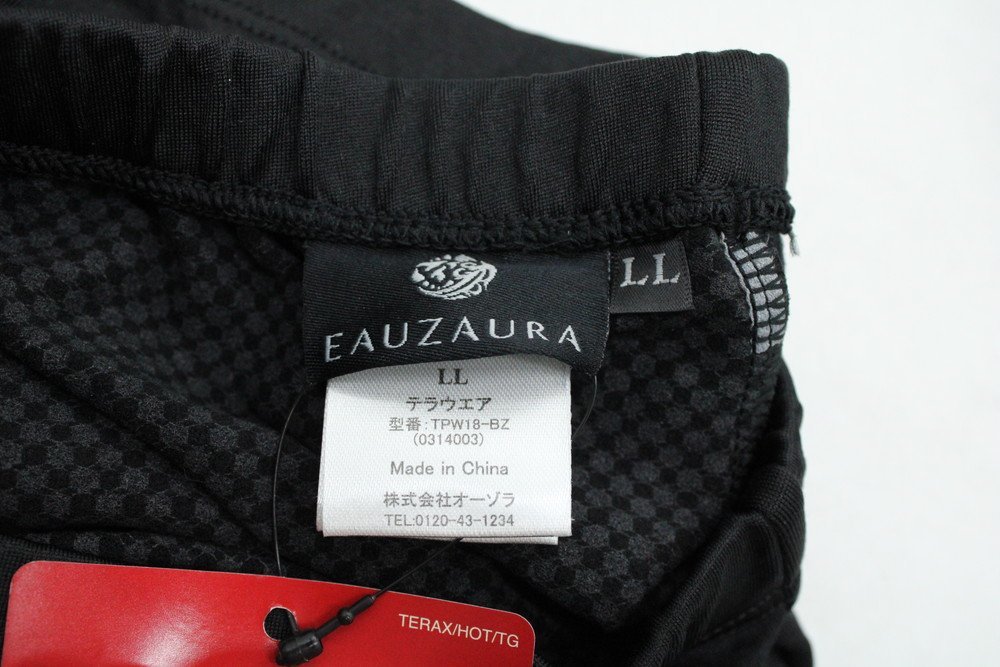 EAUZAURA
LL
LL
テラウエア
型番:TPW18-BZ
(0314003)
Made in China
株式会社オーゾラ
TEL:0120-43-1234
TERAX/HOT/TG